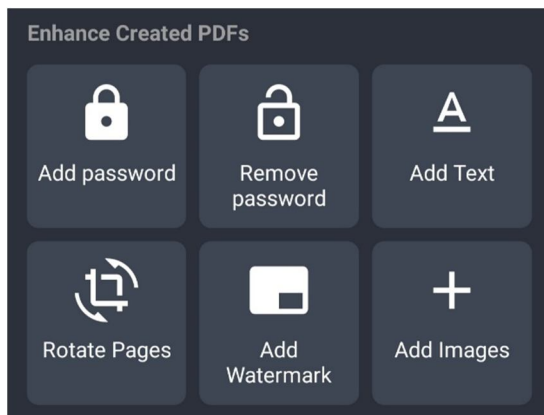 Enhance Created PDFs
Add password
Remove
password
Add Text
Rotate Pages
Add
Watermark
Add Images